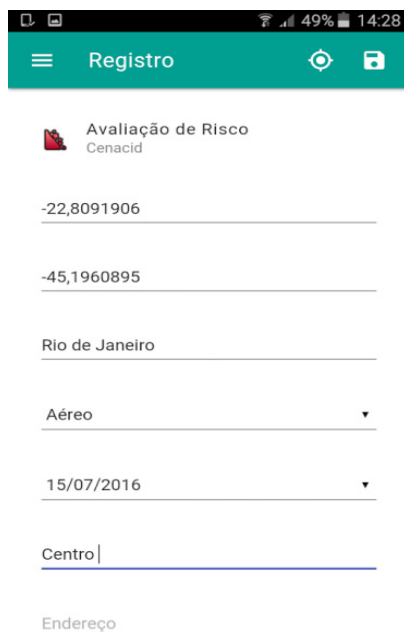 49% 14:28
Registro
Avaliação de Risco
Cenacid
-22,8091906
-45,1960895
Rio de Janeiro
Aéreo
15/07/2016
Centro
Endereço